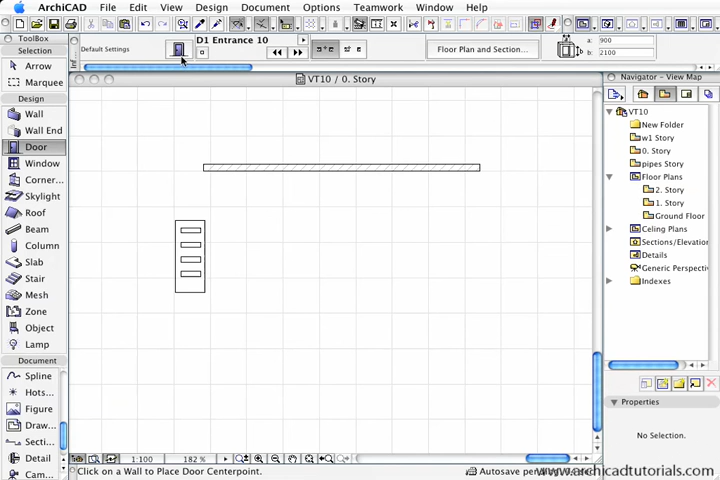 ArchiCAD File Edit View Design Document Options Teamwork Window Help
ToolBox
Selection
Arrow
Marquee
Design
Wall
Wall End
Door
Window
Corner...
Skylight
Roof
Beam
Column
Slab
Stair
Mesh
Zone
Object
Lamp
Document
Spline
Hots...
Figure
Draw...
Secti...
Detail
Cam...
Default Settings
D1 Entrance 10
Floor Plan and Section...
a: 900
b: 2100
VT10 / 0. Story
1:100 182 %
Click on a Wall to Place Door Centerpoint.
Autosave
Navigator - View Map
VT10
New Folder
w1 Story
0. Story
pipes Story
Floor Plans
2. Story
1. Story
Ground Floor
Ceiling Plans
Sections/Elevation
Details
Generic Perspecti
Indexes
Properties
No Selection.
www.archicadtutorials.com